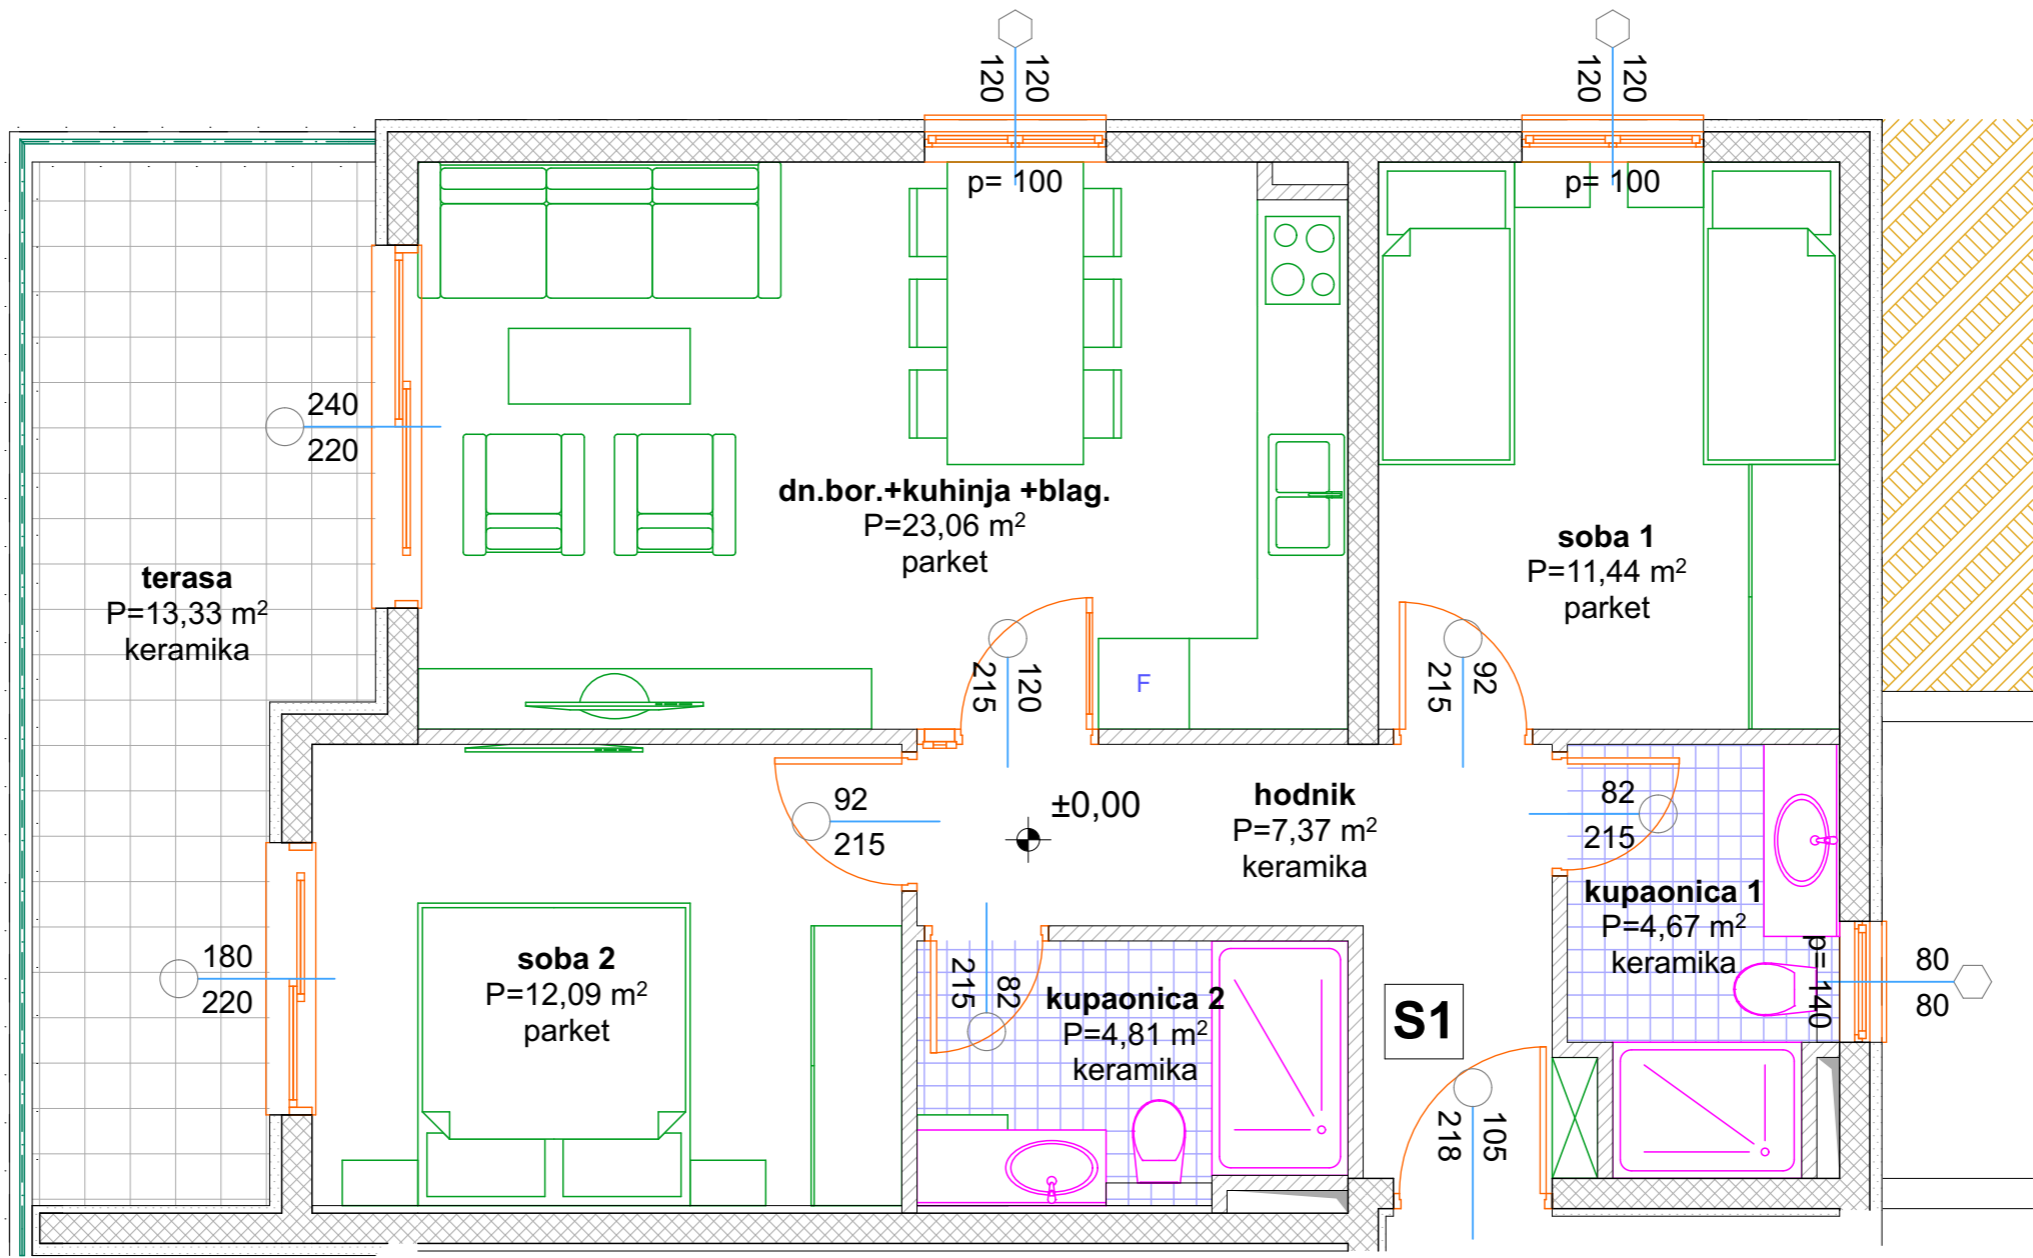 120
120
120
120
p= 100
p= 100
240
220
dn.bor.+kuhinja +blag.
P=23,06 m²
parket
soba 1
P=11,44 m²
parket
terasa
P=13,33 m²
keramika
120
215
92
215
F
92
215
±0,00
hodnik
P=7,37 m²
keramika
82
215
kupaonica 1
P=4,67 m²
keramika
p= 140
80
80
180
220
soba 2
P=12,09 m²
parket
82
215
kupaonica 2
P=4,81 m²
keramika
S1
105
218